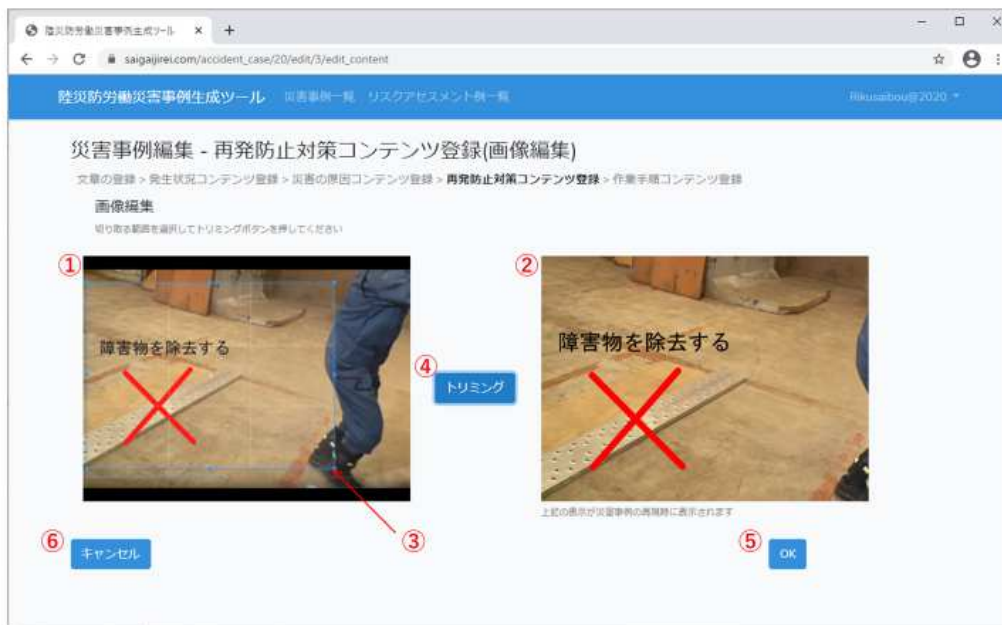 陸災防労働災害事例生成ツール
saigaijirei.com/accident_case/20/edit/3/edit_content
陸災防労働災害事例生成ツール 災害事例一覧 リスクアセスメント例一覧 Rikusaibou@2020
災害事例編集 - 再発防止対策コンテンツ登録(画像編集)
文章の登録 > 発生状況コンテンツ登録 > 災害の原因コンテンツ登録 > 再発防止対策コンテンツ登録 > 作業手順コンテンツ登録
画像編集
切り取る範囲を選択してトリミングボタンを押してください
①
②
障害物を除去する
障害物を除去する
④
トリミング
上記の表示が災害事例の再現時に表示されます
③
⑥
キャンセル
⑤
OK